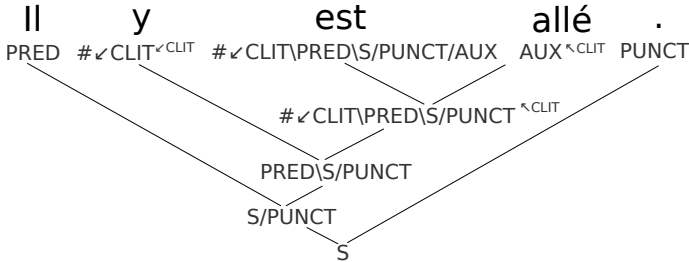 Il y est allé .
PRED #↙CLIT↙CLIT #↙CLIT\PRED\S/PUNCT/AUX AUX↖CLIT PUNCT
#↙CLIT\PRED\S/PUNCT↖CLIT
PRED\S/PUNCT
S/PUNCT
S